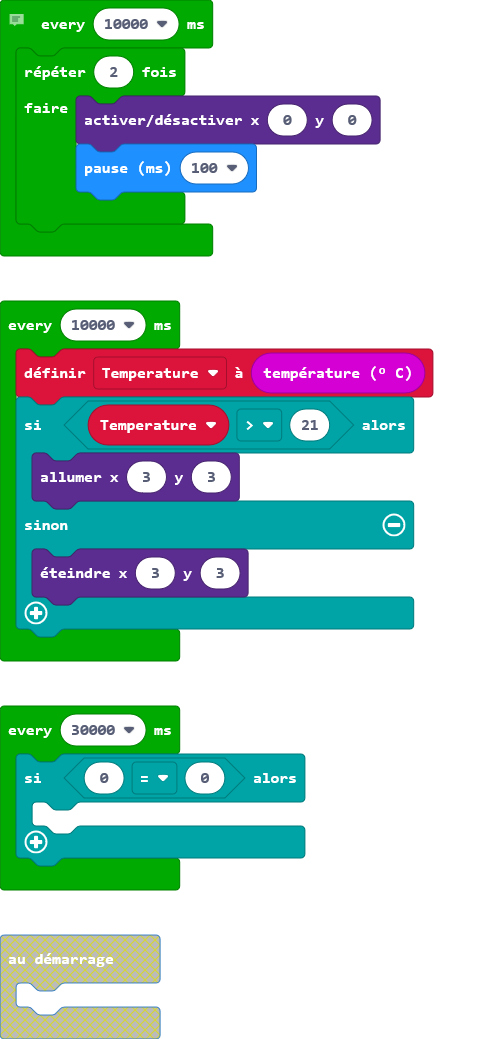 every 10000 ms
répéter 2 fois
faire
activer/désactiver x 0 y 0
pause (ms) 100
every 10000 ms
définir Temperature à température (º C)
si Temperature > 21 alors
allumer x 3 y 3
sinon
éteindre x 3 y 3
every 30000 ms
si 0 = 0 alors
au démarrage